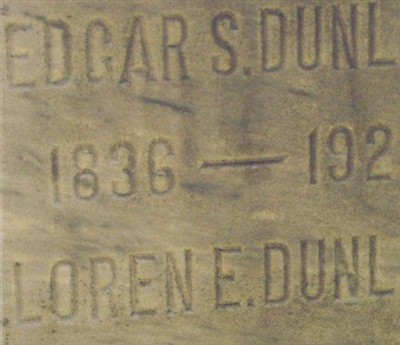 EDGAR S. DUNL
1836 — 192
LOREN E. DUNL